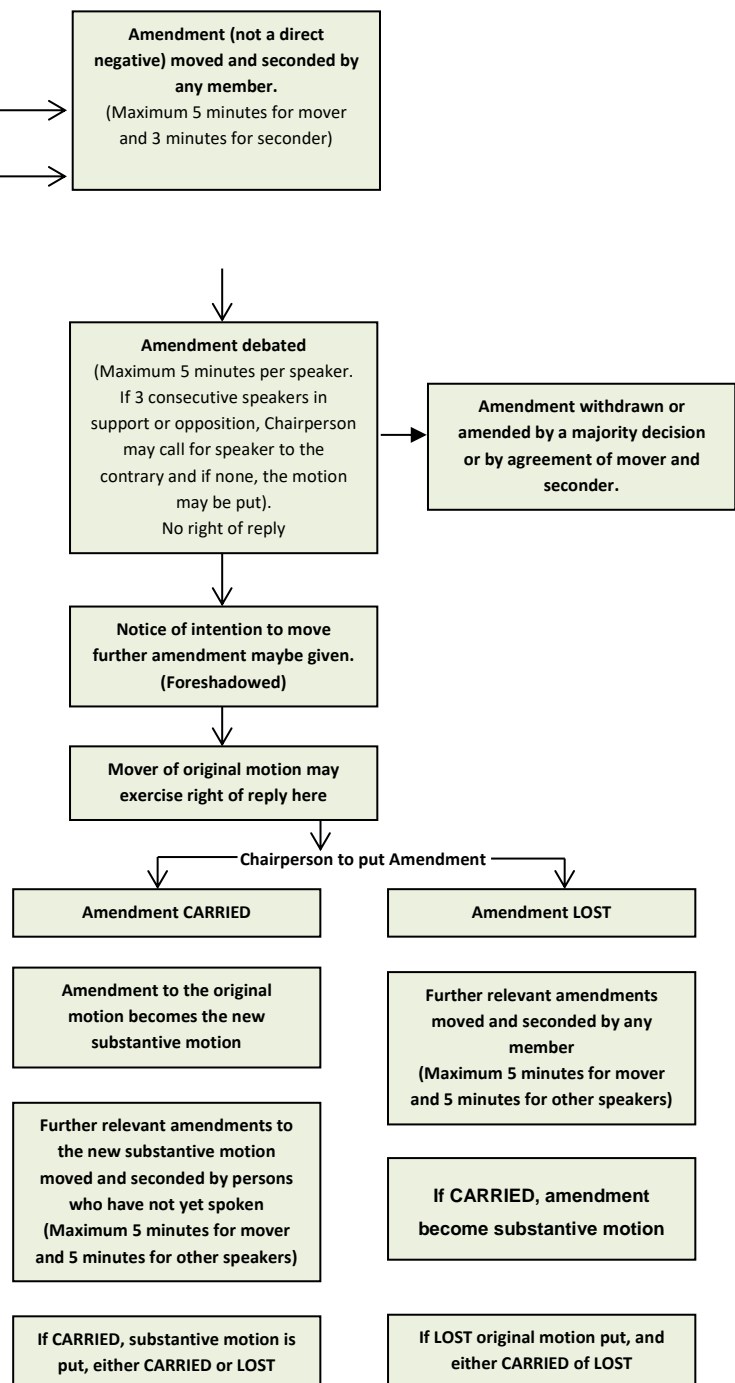 Amendment (not a direct
negative) moved and seconded by
any member.
(Maximum 5 minutes for mover
and 3 minutes for seconder)
Amendment debated
(Maximum 5 minutes per speaker.
If 3 consecutive speakers in
support or opposition, Chairperson
may call for speaker to the
contrary and if none, the motion
may be put).
No right of reply
Amendment withdrawn or
amended by a majority decision
or by agreement of mover and
seconder.
Notice of intention to move
further amendment maybe given.
(Foreshadowed)
Mover of original motion may
exercise right of reply here
Chairperson to put Amendment
Amendment CARRIED
Amendment to the original
motion becomes the new
substantive motion
Further relevant amendments to
the new substantive motion
moved and seconded by persons
who have not yet spoken
(Maximum 5 minutes for mover
and 5 minutes for other speakers)
If CARRIED, substantive motion is
put, either CARRIED or LOST
Amendment LOST
Further relevant amendments
moved and seconded by any
member
(Maximum 5 minutes for mover
and 5 minutes for other speakers)
If CARRIED, amendment
become substantive motion
If LOST original motion put, and
either CARRIED of LOST